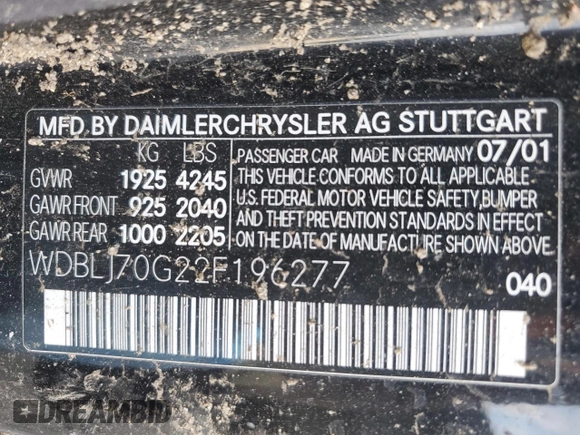 MFD.BY DAIMLERCHRYSLER AG STUTTGART
KG LBS
GVWR 1925 4245
GAWR FRONT 925 2040
GAWR REAR 1000 2205
PASSENGER CAR MADE IN GERMANY 07/01
THIS VEHICLE CONFORMS TO ALL APPLICABLE
U.S. FEDERAL MOTOR VEHICLE SAFETY, BUMPER
AND THEFT PREVENTION STANDARDS IN EFFECT
ON THE DATE OF MANUFACTURE SHOWN ABOVE.
WDBLJ70G22F196277
040
DREAMBID